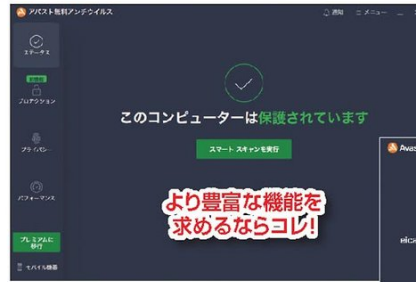 アバスト無料アンチウイルス
通知
メニュー
ステータス
プロテクション
プライバシー
パフォーマンス
プレミアムに
移行
モバイル機器
このコンピューターは保護されています
スマート スキャンを実行
より豊富な機能を
求めるならコレ!
Avas
eica